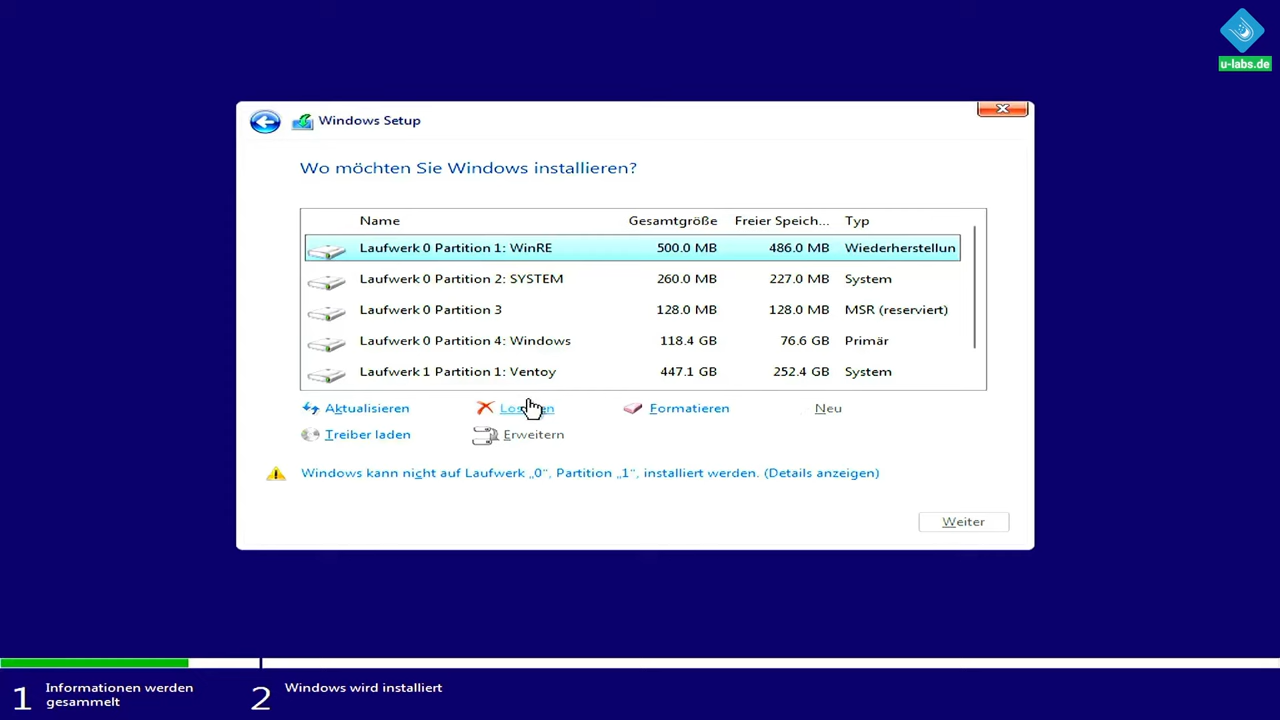 u-labs.de
Windows Setup
Wo möchten Sie Windows installieren?
Name Gesamtgröße Freier Speich... Typ
Laufwerk 0 Partition 1: WinRE 500.0 MB 486.0 MB Wiederherstellun
Laufwerk 0 Partition 2: SYSTEM 260.0 MB 227.0 MB System
Laufwerk 0 Partition 3 128.0 MB 128.0 MB MSR (reserviert)
Laufwerk 0 Partition 4: Windows 118.4 GB 76.6 GB Primär
Laufwerk 1 Partition 1: Ventoy 447.1 GB 252.4 GB System
Aktualisieren Formatieren Neu
Treiber laden Erweitern
Windows kann nicht auf Laufwerk „0“, Partition „1“, installiert werden. (Details anzeigen)
Weiter
1 Informationen werden gesammelt
2 Windows wird installiert